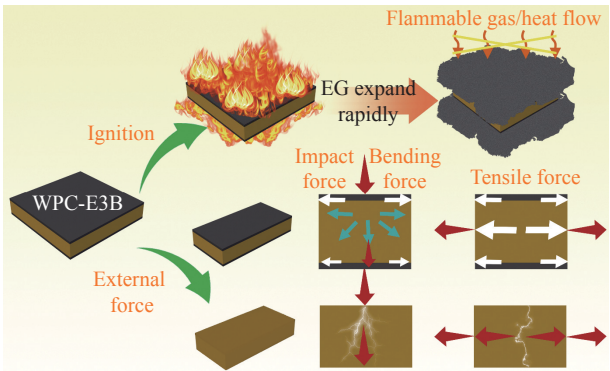 Flammable gas/heat flow
EG expand
rapidly
Ignition
Impact
force
Bending
force
Tensile force
WPC-E3B
External
force